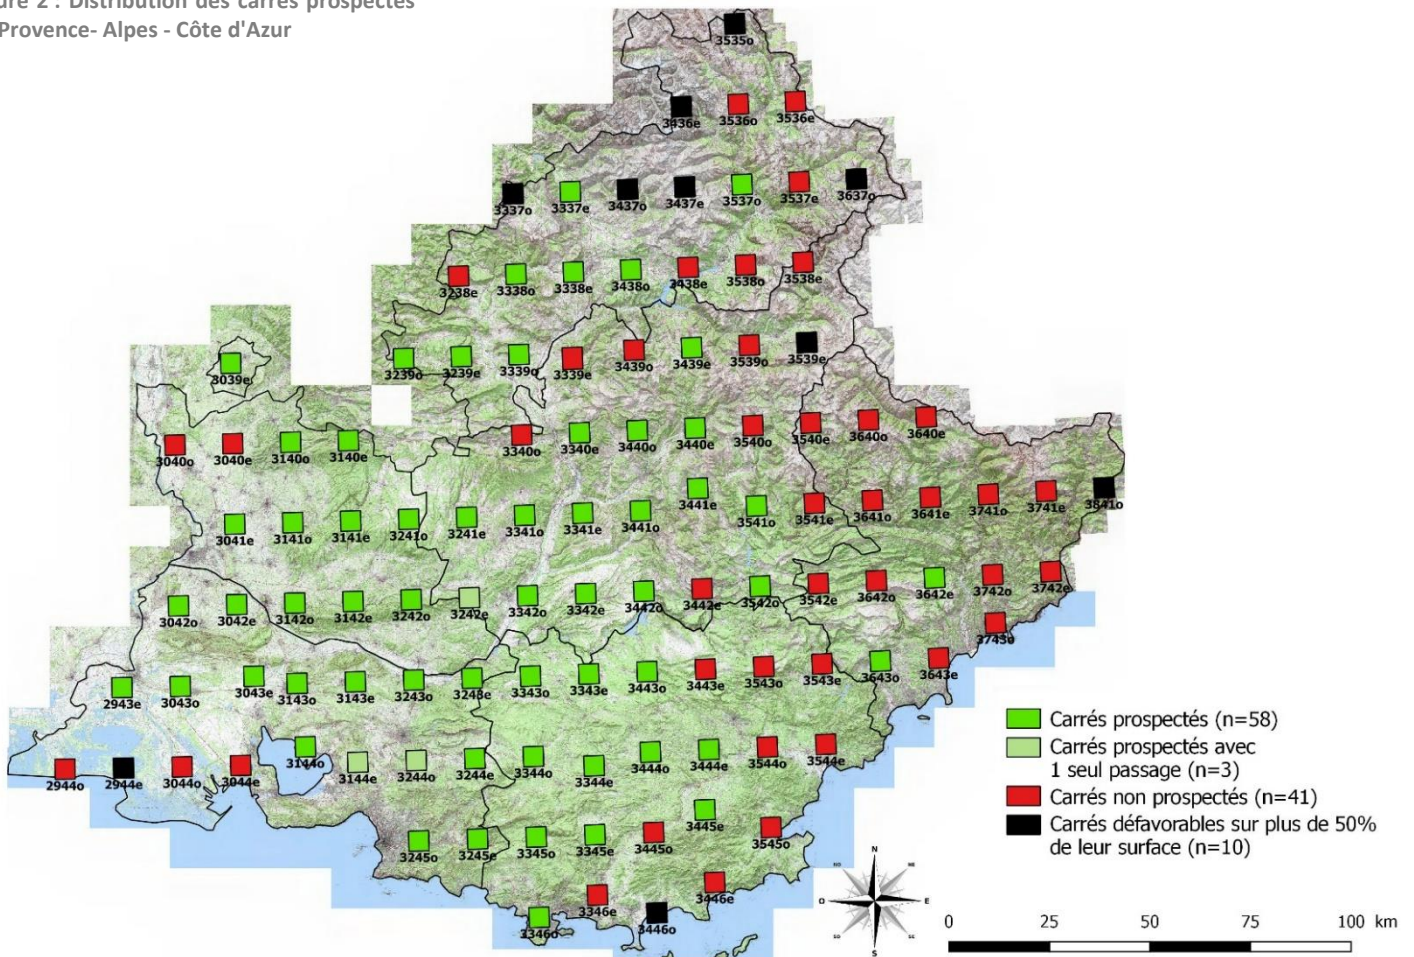 ure 2 : Distribution des carrés prospectés
Provence- Alpes - Côte d'Azur
3535o
3436e 3536o 3536e
3337o 3337e 3437o 3437e 3537o 3537e 3637o
3238e 3338o 3338e 3438o 3438e 3538o 3538e
3039e 3239o 3239e 3339o 3339e 3439o 3439e 3539o 3539e
3040o 3040e 3140o 3140e 3340o 3340e 3440o 3440e 3540o 3540e 3640o 3640e
3041e 3141o 3141e 3241o 3241e 3341o 3341e 3441o 3441e 3541o 3541e 3641o 3641e 3741o 3741e 3841o
3042o 3042e 3142o 3142e 3242o 3242e 3342o 3342e 3442o 3442e 3542o 3542e 3642o 3642e 3742o 3742e
3743o
2943e 3043o 3043e 3143o 3143e 3243o 3243e 3343o 3343e 3443o 3443e 3543o 3543e 3643o 3643e
2944o 2944e 3044o 3044e 3144o 3144e 3244o 3244e 3344o 3344e 3444o 3444e 3544o 3544e
3245o 3245e 3345o 3345e 3445o 3445e 3545o
3346o 3346e 3446o 3446e
Carrés prospectés (n=58)
Carrés prospectés avec
1 seul passage (n=3)
Carrés non prospectés (n=41)
Carrés défavorables sur plus de 50%
de leur surface (n=10)
N
NO NE
O E
SO SE
S
0 25 50 75 100 km